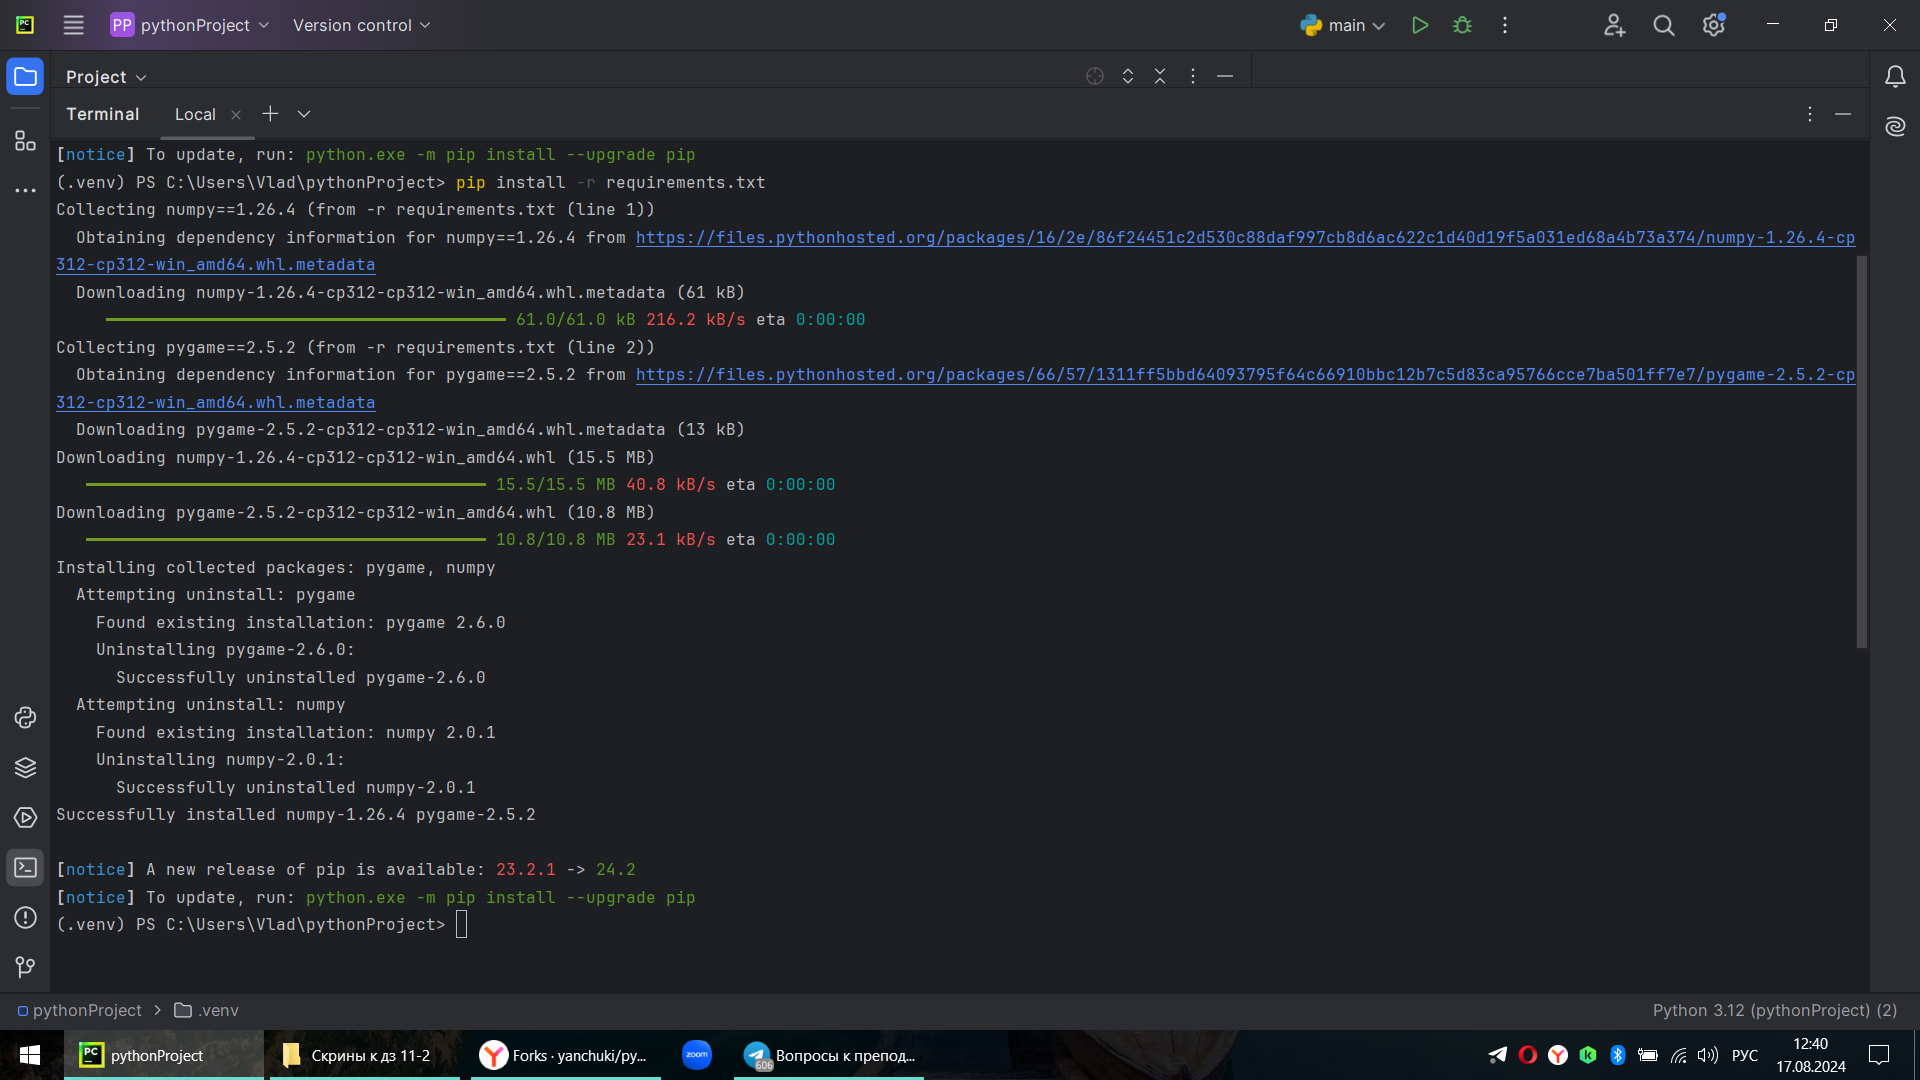 PC PP pythonProject Version control main
Project
Terminal Local
[notice] To update, run: python.exe -m pip install --upgrade pip
(.venv) PS C:\Users\Vlad\pythonProject> pip install -r requirements.txt
Collecting numpy==1.26.4 (from -r requirements.txt (line 1))
Obtaining dependency information for numpy==1.26.4 from https://files.pythonhosted.org/packages/16/2e/86f24451c2d530c88daf997cb8d6ac622c1d40d19f5a031ed68a4b73a374/numpy-1.26.4-cp
312-cp312-win_amd64.whl.metadata
Downloading numpy-1.26.4-cp312-cp312-win_amd64.whl.metadata (61 kB)
61.0/61.0 kB 216.2 kB/s eta 0:00:00
Collecting pygame==2.5.2 (from -r requirements.txt (line 2))
Obtaining dependency information for pygame==2.5.2 from https://files.pythonhosted.org/packages/66/57/1311ff5bbd64093795f64c66910bbc12b7c5d83ca95766cce7ba501ff7e7/pygame-2.5.2-cp
312-cp312-win_amd64.whl.metadata
Downloading pygame-2.5.2-cp312-cp312-win_amd64.whl.metadata (13 kB)
Downloading numpy-1.26.4-cp312-cp312-win_amd64.whl (15.5 MB)
15.5/15.5 MB 40.8 kB/s eta 0:00:00
Downloading pygame-2.5.2-cp312-cp312-win_amd64.whl (10.8 MB)
10.8/10.8 MB 23.1 kB/s eta 0:00:00
Installing collected packages: pygame, numpy
Attempting uninstall: pygame
Found existing installation: pygame 2.6.0
Uninstalling pygame-2.6.0:
Successfully uninstalled pygame-2.6.0
Attempting uninstall: numpy
Found existing installation: numpy 2.0.1
Uninstalling numpy-2.0.1:
Successfully uninstalled numpy-2.0.1
Successfully installed numpy-1.26.4 pygame-2.5.2
[notice] A new release of pip is available: 23.2.1 -> 24.2
[notice] To update, run: python.exe -m pip install --upgrade pip
(.venv) PS C:\Users\Vlad\pythonProject>
pythonProject > .venv Python 3.12 (pythonProject) (2)
PC pythonProject Скрины к дз 11-2 Forks · yanchuki/py... zoom 606 Вопросы к препод... РУС 12:40
17.08.2024